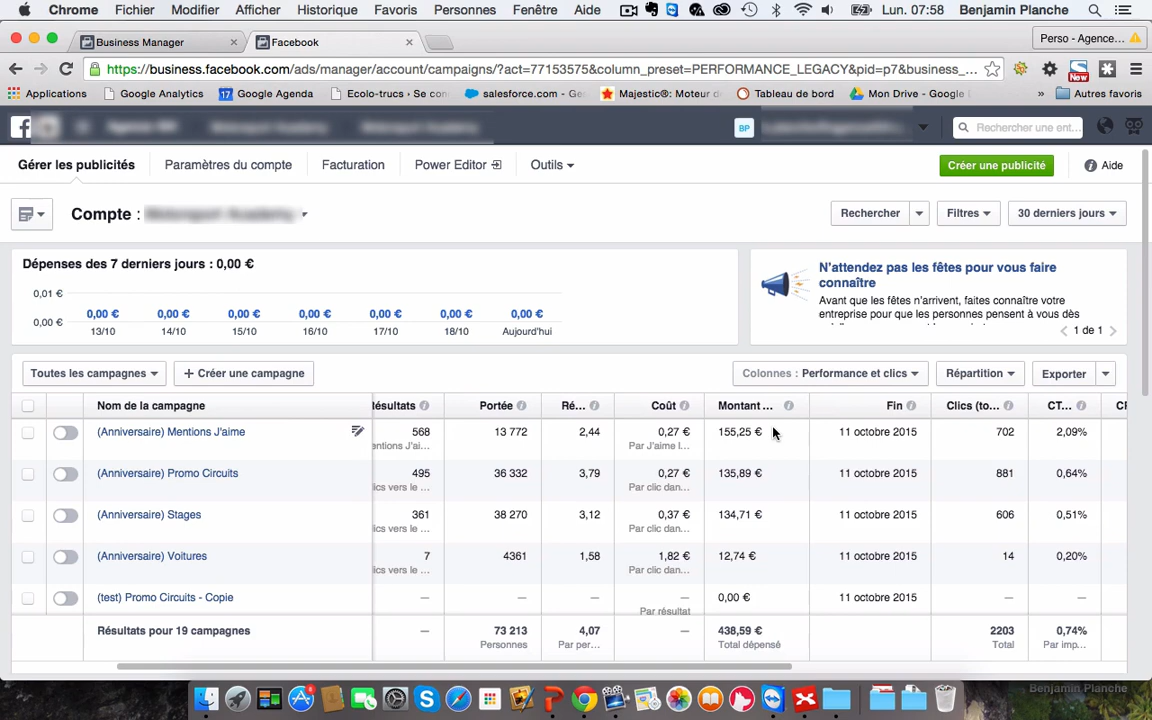 Chrome Fichier Modifier Afficher Historique Favoris Personnes Fenêtre Aide Lun. 07:58 Benjamin Planche
Business Manager Facebook Perso - Agence...
https://business.facebook.com/ads/manager/account/campaigns/?act=77153575&column_preset=PERFORMANCE_LEGACY&pid=p7&business_...
Applications Google Analytics 17 Google Agenda Ecolo-trucs > Se con salesforce.com - Ge Majestic®: Moteur d Tableau de bord Mon Drive - Google » Autres favoris
BP Rechercher une ent...
Gérer les publicités Paramètres du compte Facturation Power Editor Outils Créer une publicité Aide
Compte : Rechercher Filtres 30 derniers jours
Dépenses des 7 derniers jours : 0,00 €
0,01 €
0,00 €
0,00 € 0,00 € 0,00 € 0,00 € 0,00 € 0,00 € 0,00 €
13/10 14/10 15/10 16/10 17/10 18/10 Aujourd'hui
N'attendez pas les fêtes pour vous faire
connaître
Avant que les fêtes n'arrivent, faites connaître votre
entreprise pour que les personnes pensent à vous dès
1 de 1
Toutes les campagnes + Créer une campagne Colonnes : Performance et clics Répartition Exporter
Nom de la campagne Résultats Portée Ré... Coût Montant ... Fin Clics (to... CT... CP
(Anniversaire) Mentions J'aime 568 13 772 2,44 0,27 € 155,25 € 11 octobre 2015 702 2,09%
entions J'ai... Par J'aime l...
(Anniversaire) Promo Circuits 495 36 332 3,79 0,27 € 135,89 € 11 octobre 2015 881 0,64%
lics vers le ... Par clic dan...
(Anniversaire) Stages 361 38 270 3,12 0,37 € 134,71 € 11 octobre 2015 606 0,51%
lics vers le ... Par clic dan...
(Anniversaire) Voitures 7 4361 1,58 1,82 € 12,74 € 11 octobre 2015 14 0,20%
lics vers le ... Par clic dan...
(test) Promo Circuits - Copie — — — — 0,00 € 11 octobre 2015 — —
Par résultat
Résultats pour 19 campagnes — 73 213 4,07 — 438,59 € 2203 0,74%
Personnes Par per... Total dépensé Total Par imp...
Benjamin Planche